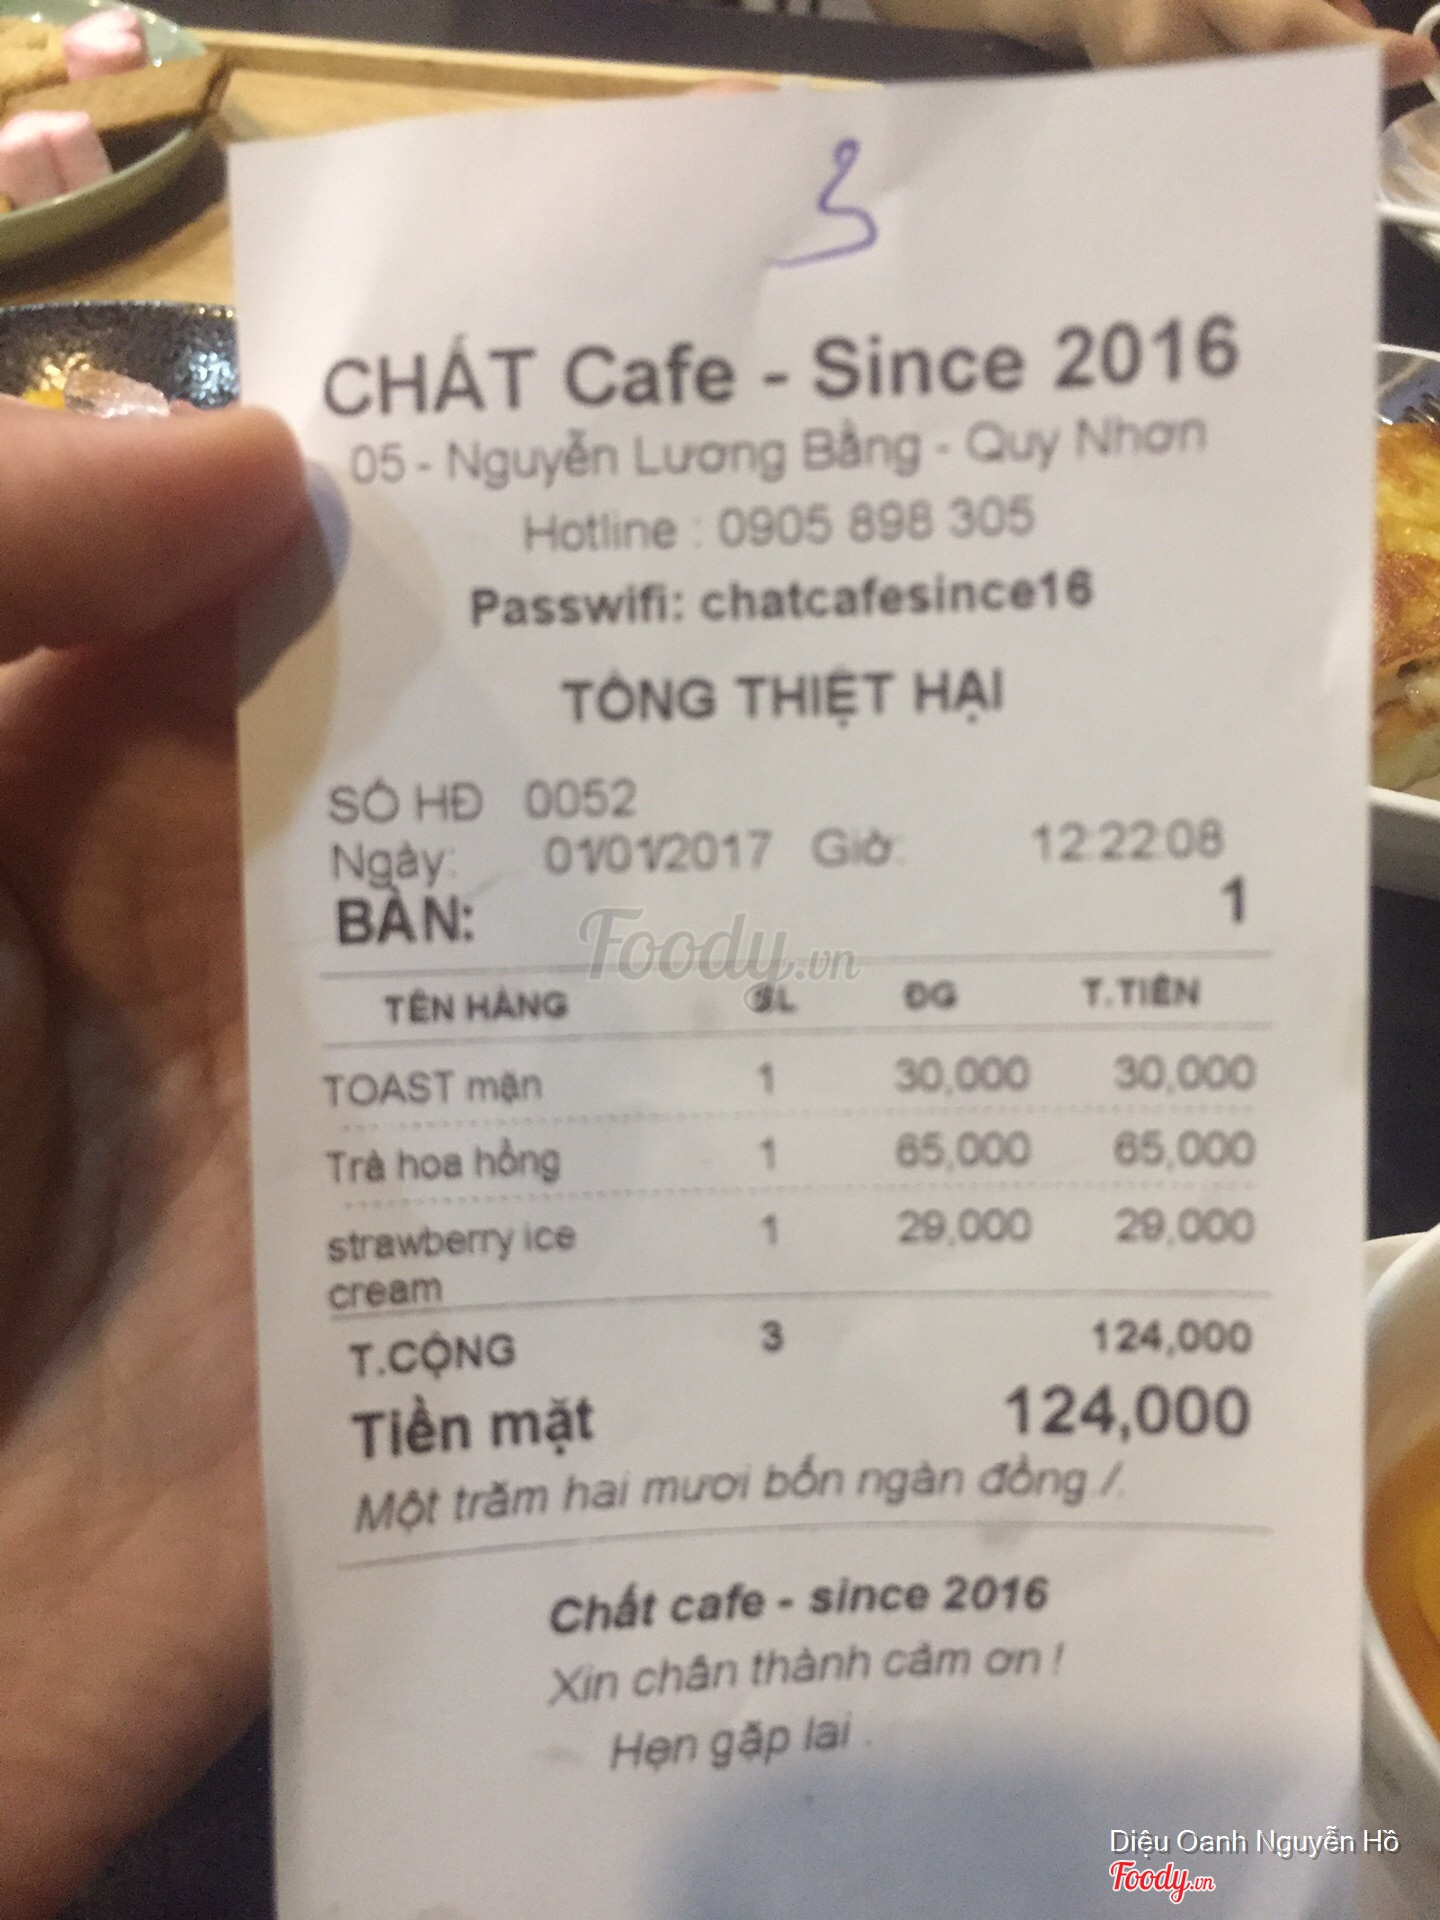 3
CHẤT Cafe - Since 2016
05 - Nguyễn Lương Bằng - Quy Nhơn
Hotline : 0905 898 305
Passwifi: chatcafesince16
TỔNG THIỆT HẠI
SỐ HĐ 0052
Ngày: 01/01/2017 Giờ: 12:22:08
BÀN: 1
Foody.vn
TÊN HÀNG SL ĐG T.TIỀN
TOAST mặn 1 30,000 30,000
Trà hoa hồng 1 65,000 65,000
strawberry ice 1 29,000 29,000
cream
T.CỘNG 3 124,000
Tiền mặt 124,000
Một trăm hai mươi bốn ngàn đồng ./.
Chất cafe - since 2016
Xin chân thành cảm ơn !
Hẹn gặp lại .
Diệu Oanh Nguyễn Hồ
Foody.vn